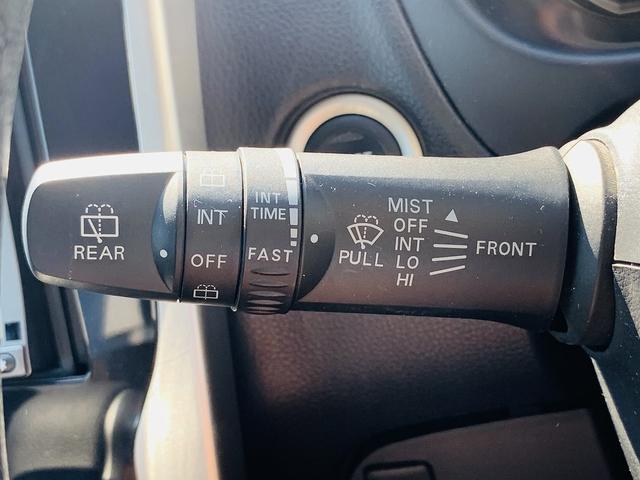 REAR
INT
OFF
INT
TIME
FAST
PULL
MIST
OFF
INT
LO
HI
FRONT